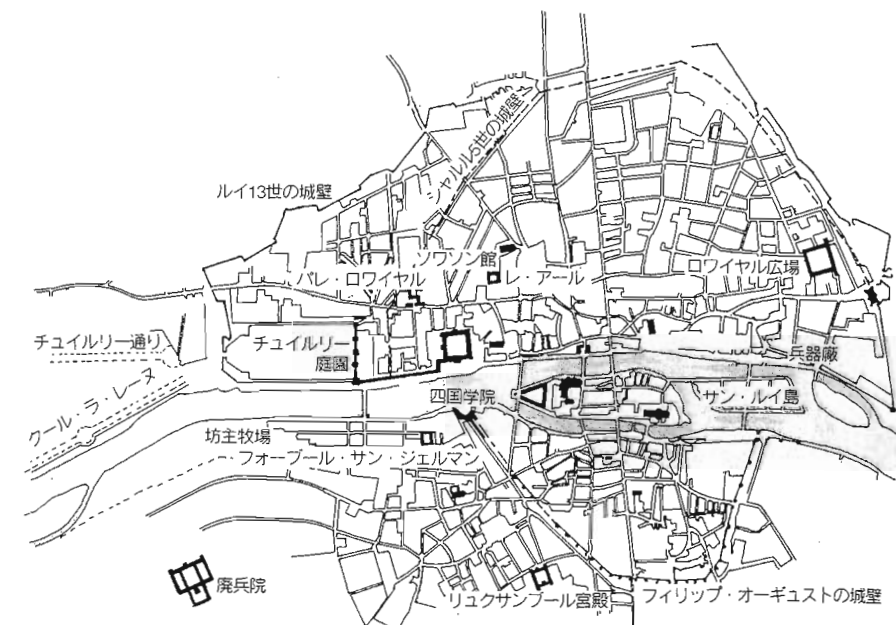 シャルル5世の城壁
ルイ13世の城壁
ソワソン館
パレ・ロワイヤル
レ・アール
ロワイヤル広場
チュイルリー通り
チュイルリー
庭園
兵器廠
クール・ラ・レーヌ
四国学院
サン・ルイ島
坊主牧場
フォーブール・サン・ジェルマン
廃兵院
リュクサンブール宮殿
フィリップ・オーギュストの城壁